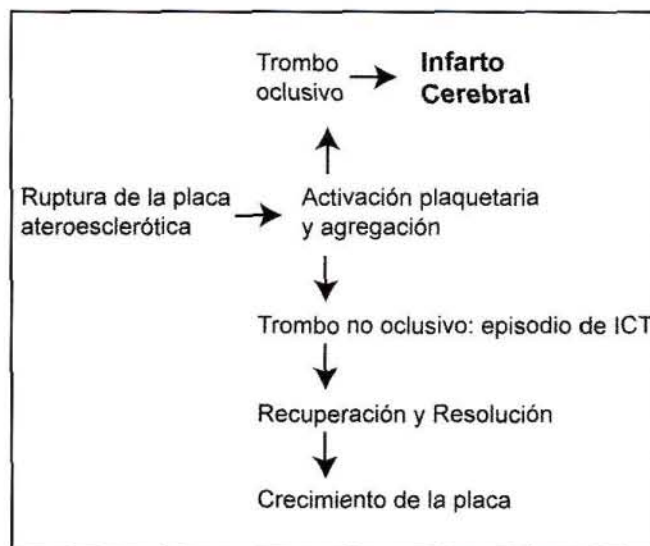 Trombo
oclusivo
Infarto
Cerebral
Ruptura de la placa
ateroesclerótica
Activación plaquetaria
y agregación
Trombo no oclusivo: episodio de ICT
Recuperación y Resolución
Crecimiento de la placa